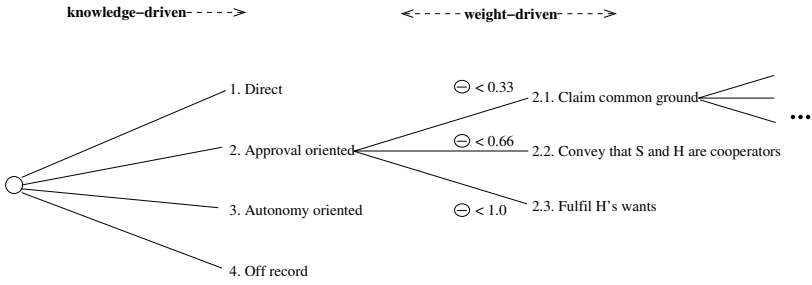 knowledge–driven
weight–driven
1. Direct
2. Approval oriented
3. Autonomy oriented
4. Off record
⊖ < 0.33
2.1. Claim common ground
⊖ < 0.66
2.2. Convey that S and H are cooperators
⊖ < 1.0
2.3. Fulfil H's wants
...